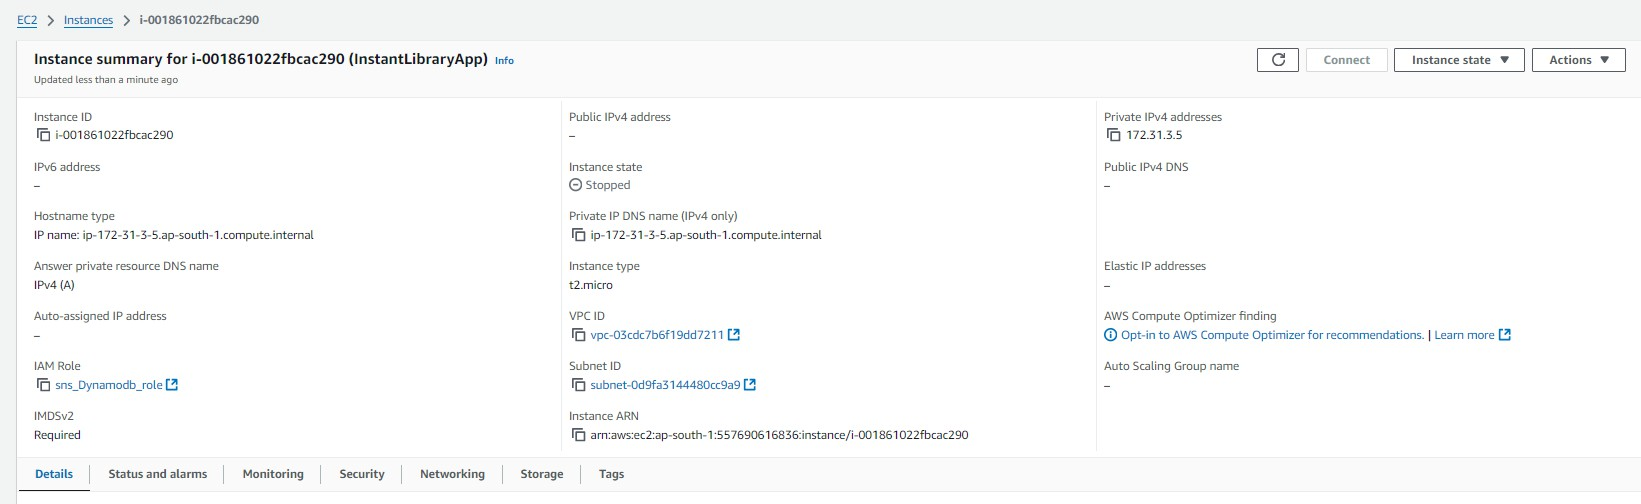 EC2 > Instances > i-001861022fbcac290
Instance summary for i-001861022fbcac290 (InstantLibraryApp) Info
Updated less than a minute ago
Connect
Instance state
Actions
Instance ID
i-001861022fbcac290
Public IPv4 address
–
Private IPv4 addresses
172.31.3.5
IPv6 address
–
Instance state
Stopped
Public IPv4 DNS
–
Hostname type
IP name: ip-172-31-3-5.ap-south-1.compute.internal
Private IP DNS name (IPv4 only)
ip-172-31-3-5.ap-south-1.compute.internal
Answer private resource DNS name
IPv4 (A)
Instance type
t2.micro
Elastic IP addresses
–
Auto-assigned IP address
–
VPC ID
vpc-03cdc7b6f19dd7211
AWS Compute Optimizer finding
Opt-in to AWS Compute Optimizer for recommendations. | Learn more
IAM Role
sns_Dynamodb_role
Subnet ID
subnet-0d9fa3144480cc9a9
Auto Scaling Group name
–
IMDSv2
Required
Instance ARN
arn:aws:ec2:ap-south-1:557690616836:instance/i-001861022fbcac290
Details
Status and alarms
Monitoring
Security
Networking
Storage
Tags